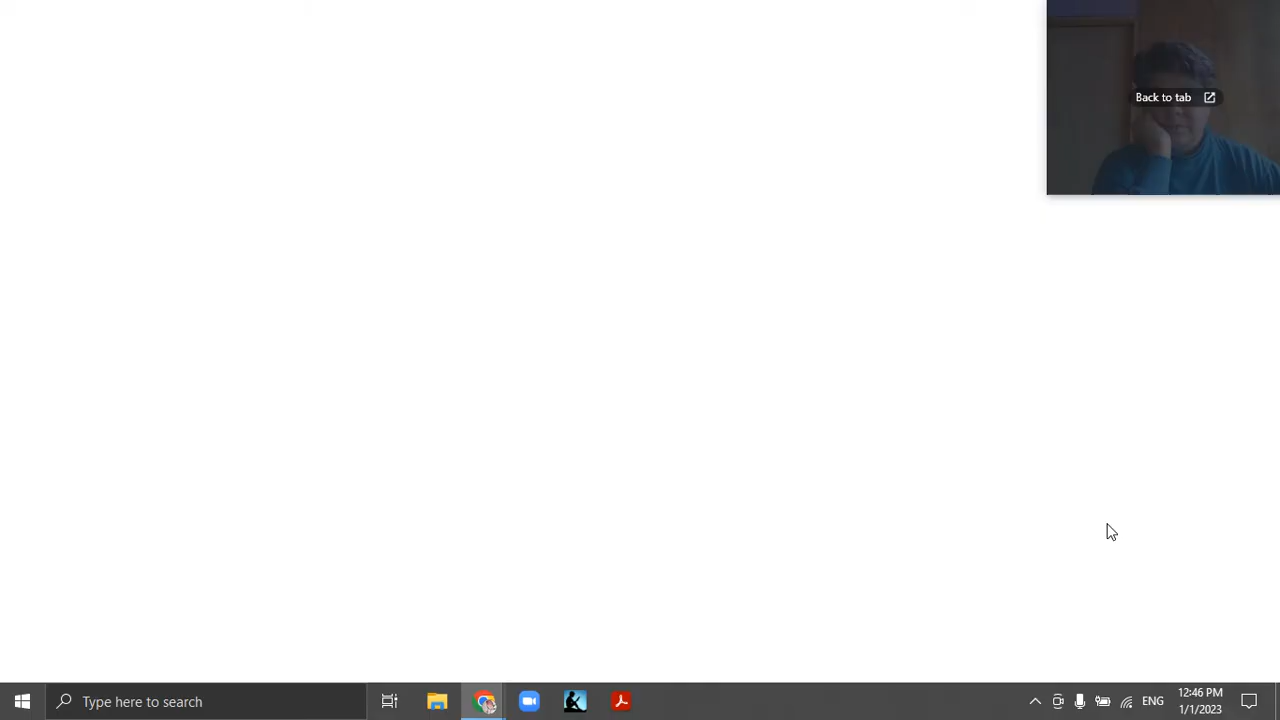 Back to tab
Type here to search
ENG
12:46 PM
1/1/2023